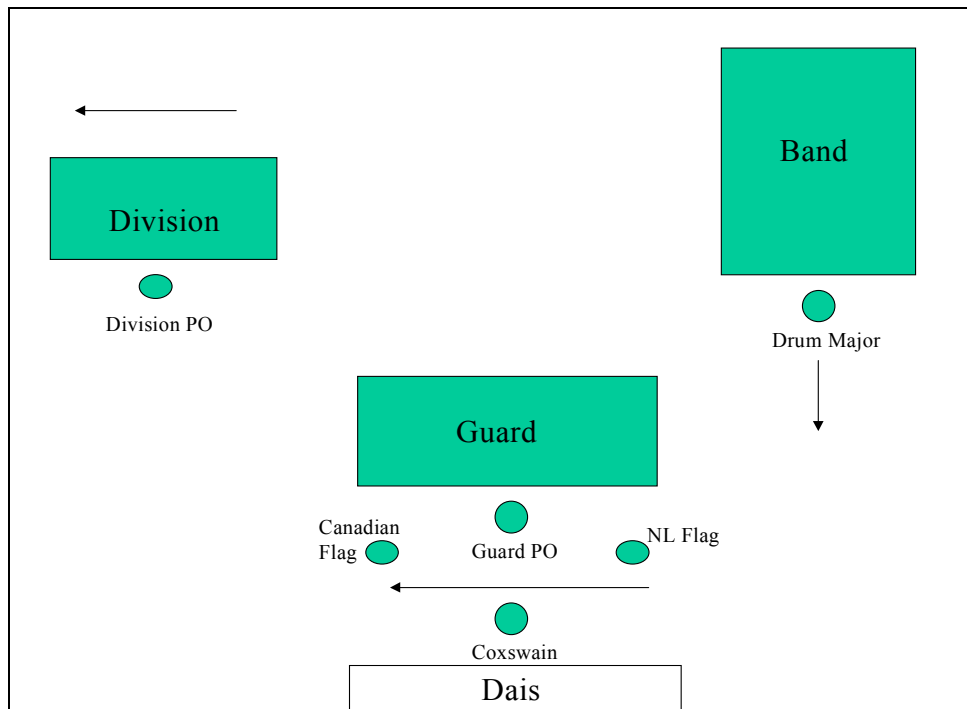 Band
Division
Division PO
Drum Major
Guard
Canadian
Flag
Guard PO
NL Flag
Coxswain
Dais